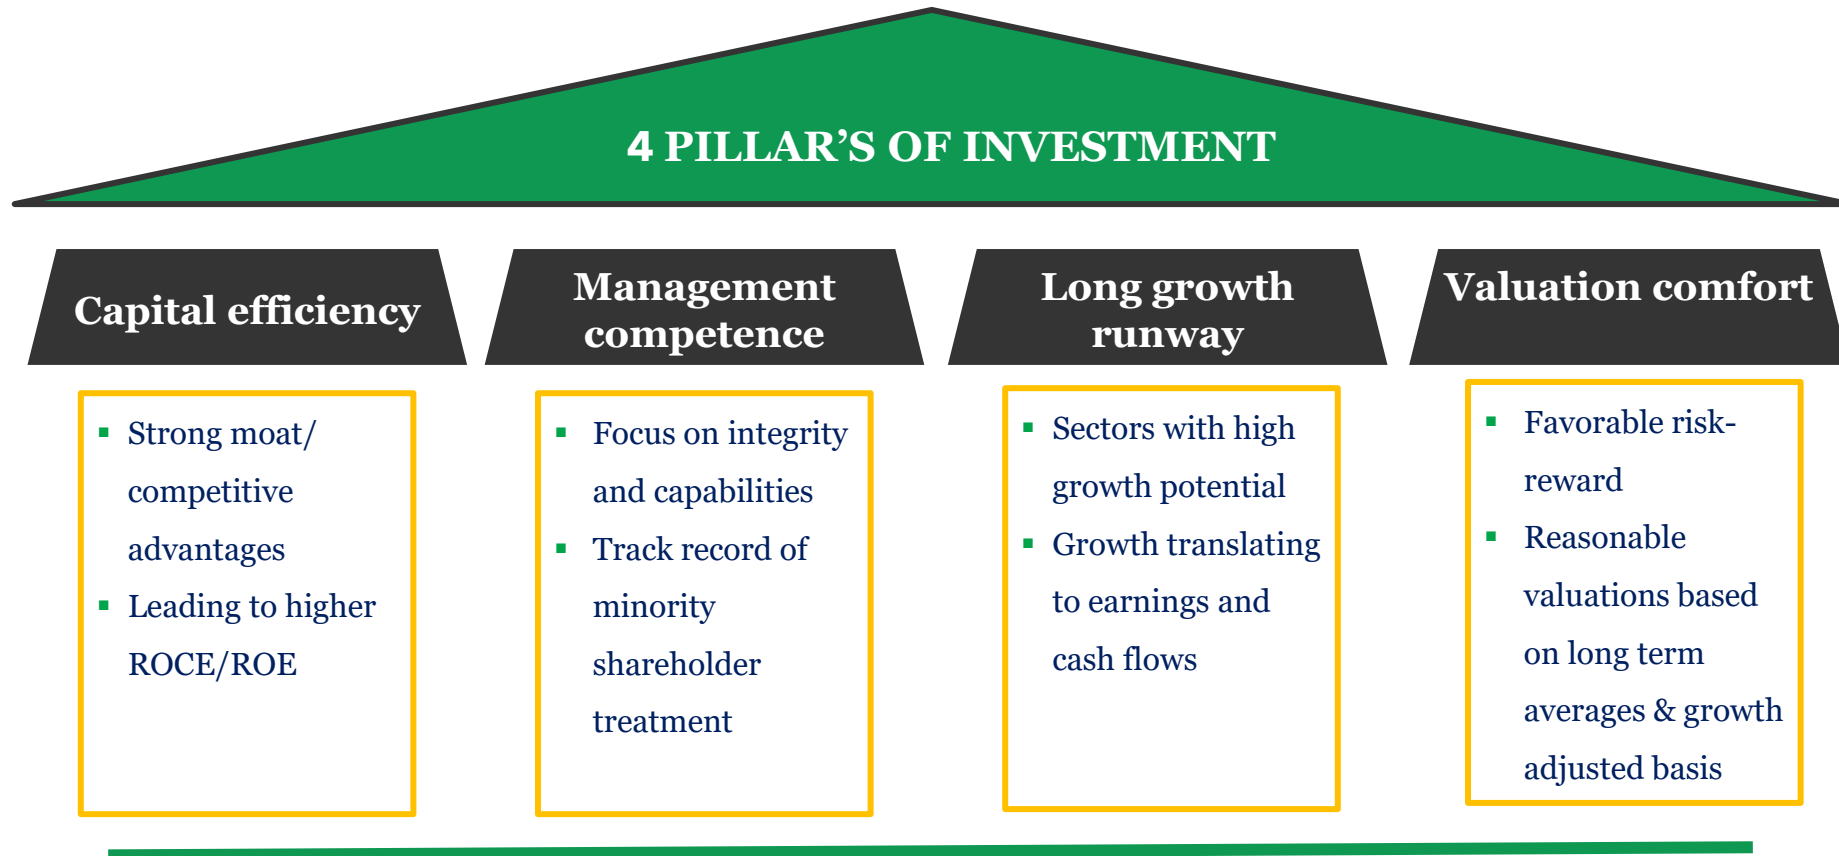 4 PILLAR’S OF INVESTMENT
Capital efficiency
▪ Strong moat/
competitive
advantages
▪ Leading to higher
ROCE/ROE
Management
competence
▪ Focus on integrity
and capabilities
▪ Track record of
minority
shareholder
treatment
Long growth
runway
▪ Sectors with high
growth potential
▪ Growth translating
to earnings and
cash flows
Valuation comfort
▪ Favorable risk-
reward
▪ Reasonable
valuations based
on long term
averages & growth
adjusted basis